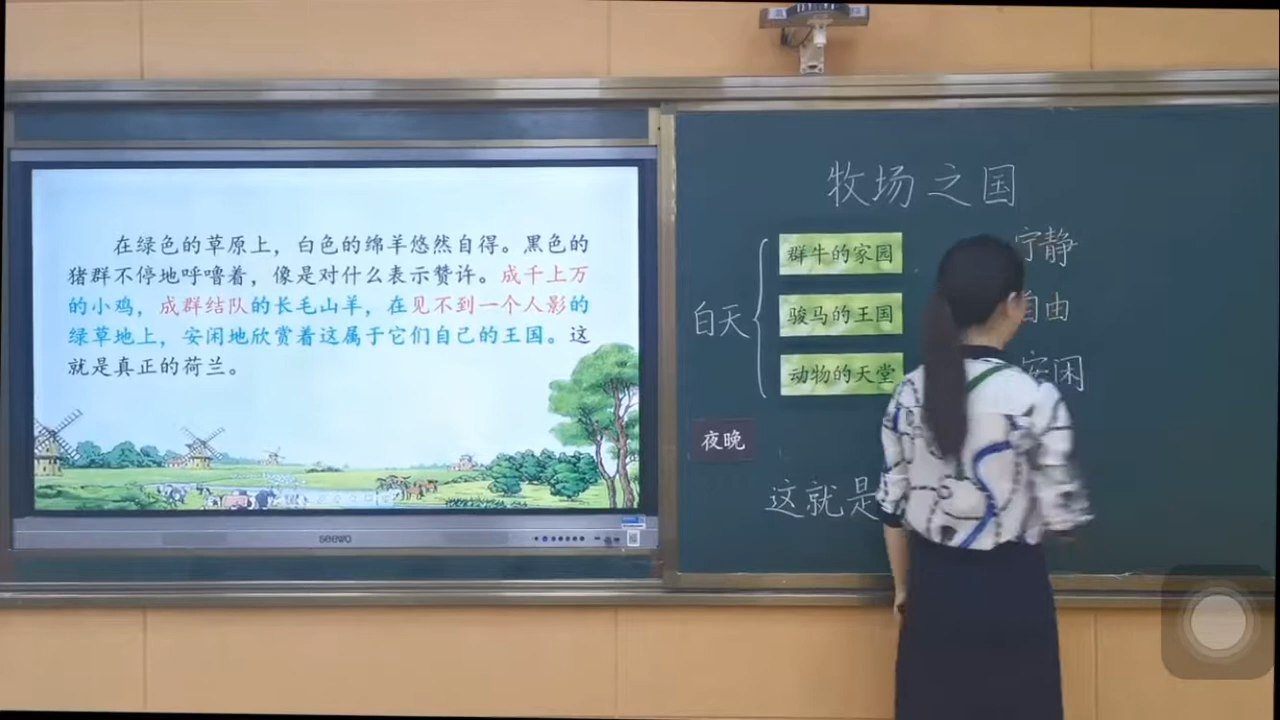 在绿色的草原上，白色的绵羊悠然自得。黑色的
猪群不停地呼噜着，像是对什么表示赞许。成千上万
的小鸡，成群结队的长毛山羊，在见不到一个人影的
绿草地上，安闲地欣赏着这属于它们自己的王国。这
就是真正的荷兰。
seewo
牧场之国
白天
群牛的家园
宁静
骏马的王国
自由
动物的天堂
安闲
夜晚
这就是